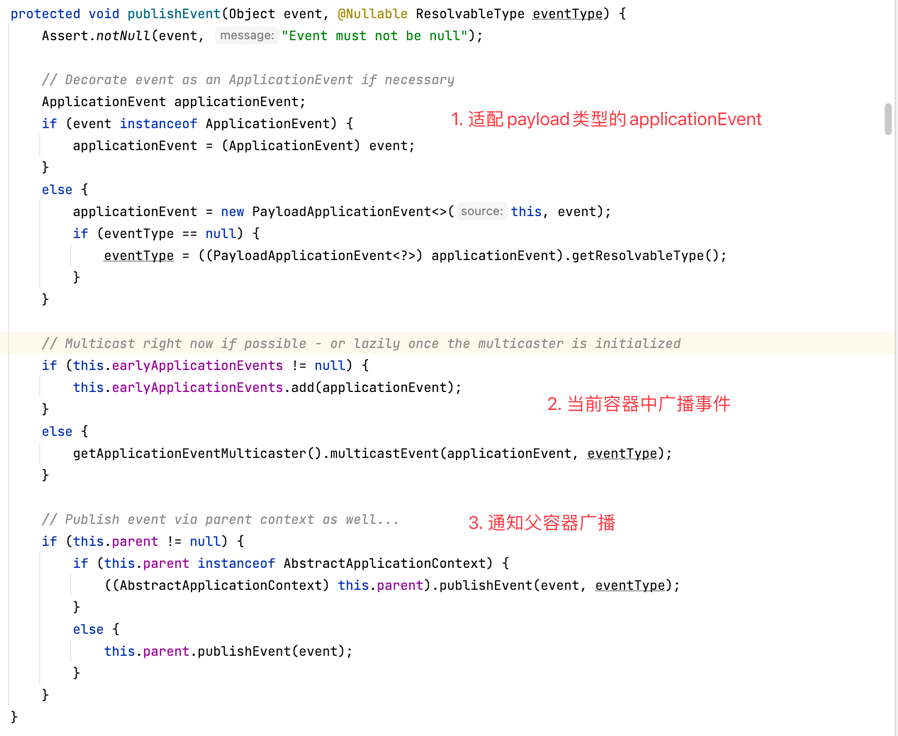 protected void publishEvent(Object event, @Nullable ResolvableType eventType) {
Assert.notNull(event, message: "Event must not be null");
// Decorate event as an ApplicationEvent if necessary
ApplicationEvent applicationEvent;
if (event instanceof ApplicationEvent) {
1. 适配 payload 类型的 applicationEvent
applicationEvent = (ApplicationEvent) event;
}
else {
applicationEvent = new PayloadApplicationEvent<>( source: this, event);
if (eventType == null) {
eventType = ((PayloadApplicationEvent<?>) applicationEvent).getResolvableType();
}
}
// Multicast right now if possible - or lazily once the multicaster is initialized
if (this.earlyApplicationEvents != null) {
this.earlyApplicationEvents.add(applicationEvent);
}
2. 当前容器中广播事件
else {
getApplicationEventMulticaster().multicastEvent(applicationEvent, eventType);
}
// Publish event via parent context as well...
3. 通知父容器广播
if (this.parent != null) {
if (this.parent instanceof AbstractApplicationContext) {
((AbstractApplicationContext) this.parent).publishEvent(event, eventType);
}
else {
this.parent.publishEvent(event);
}
}
}